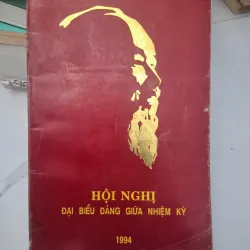 HỘI NGHỊ
ĐẠI BIỂU ĐẢNG GIỮA NHIỆM KỲ
1994